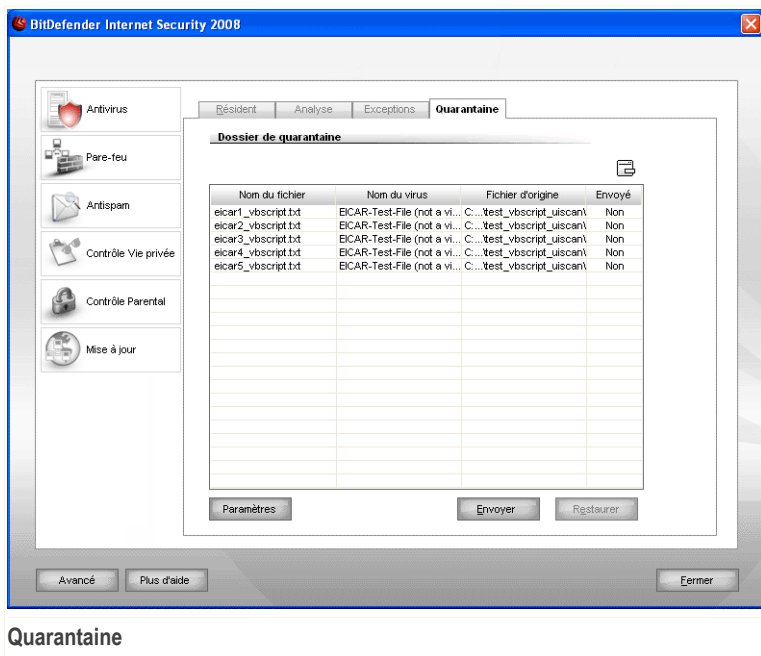 BitDefender Internet Security 2008
Antivirus
Pare-feu
Antispam
Contrôle Vie privée
Contrôle Parental
Mise à jour
Résident Analyse Exceptions Quarantaine
Dossier de quarantaine
Nom du fichier Nom du virus Fichier d'origine Envoyé
eicar1_vbscript.txt EICAR-Test-File (not a vi... C:...\test_vbscript_uiscan\ Non
eicar2_vbscript.txt EICAR-Test-File (not a vi... C:...\test_vbscript_uiscan\ Non
eicar3_vbscript.txt EICAR-Test-File (not a vi... C:...\test_vbscript_uiscan\ Non
eicar4_vbscript.txt EICAR-Test-File (not a vi... C:...\test_vbscript_uiscan\ Non
eicar5_vbscript.txt EICAR-Test-File (not a vi... C:...\test_vbscript_uiscan\ Non
Paramètres Envoyer Restaurer
Avancé Plus d'aide Fermer
Quarantaine